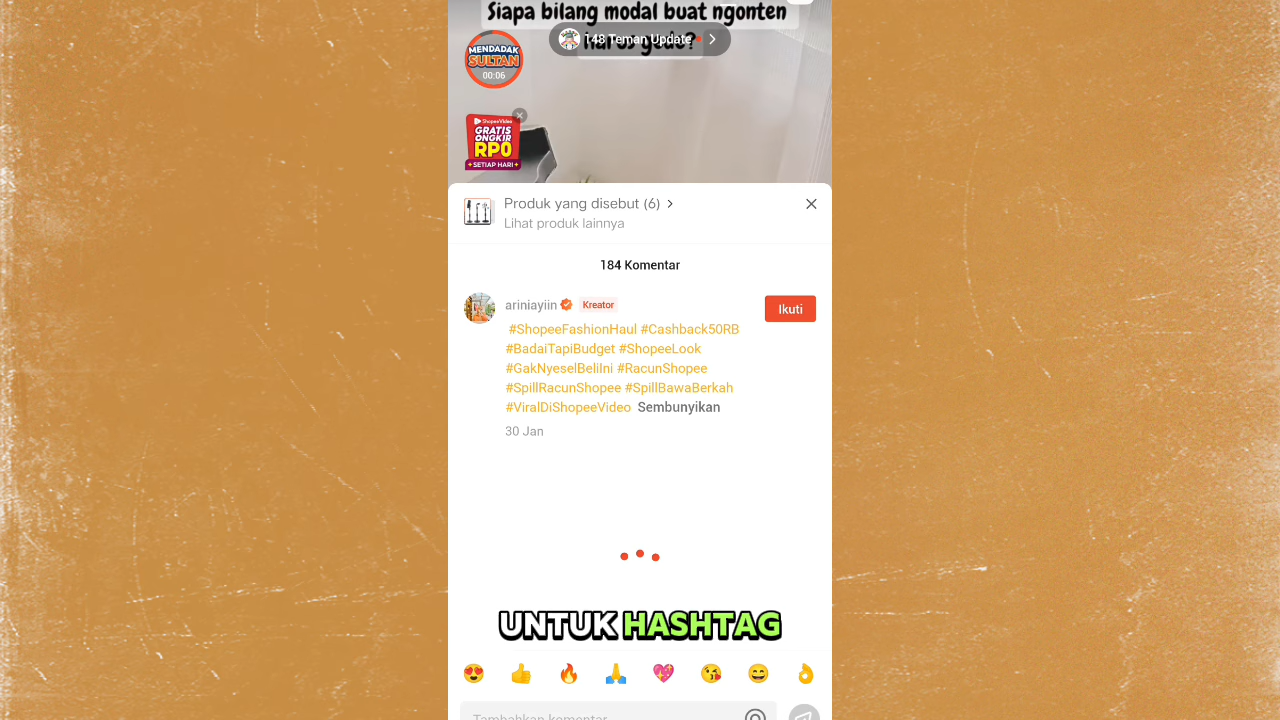 Siapa bilang modal buat ngonten
harus gede?
148 Teman Update
MENDADAK
SULTAN
00:06
ShopeeVideo
GRATIS
ONGKIR
RP0
SETIAP HARI
Produk yang disebut (6)
Lihat produk lainnya
184 Komentar
ariniayiin Kreator
Ikuti
#ShopeeFashionHaul #Cashback50RB
#BadaiTapiBudget #ShopeeLook
#GakNyeselBeliIni #RacunShopee
#SpillRacunShopee #SpillBawaBerkah
#ViralDiShopeeVideo Sembunyikan
30 Jan
UNTUK HASHTAG
Tambahkan komentar